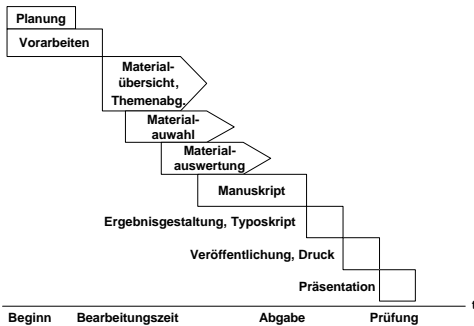 Planung
Vorarbeiten
Material-
übersicht,
Themenabg.
Material-
auwahl
Material-
auswertung
Manuskript
Ergebnisgestaltung, Typoskript
Veröffentlichung, Druck
Präsentation
t
Beginn Bearbeitungszeit Abgabe Prüfung